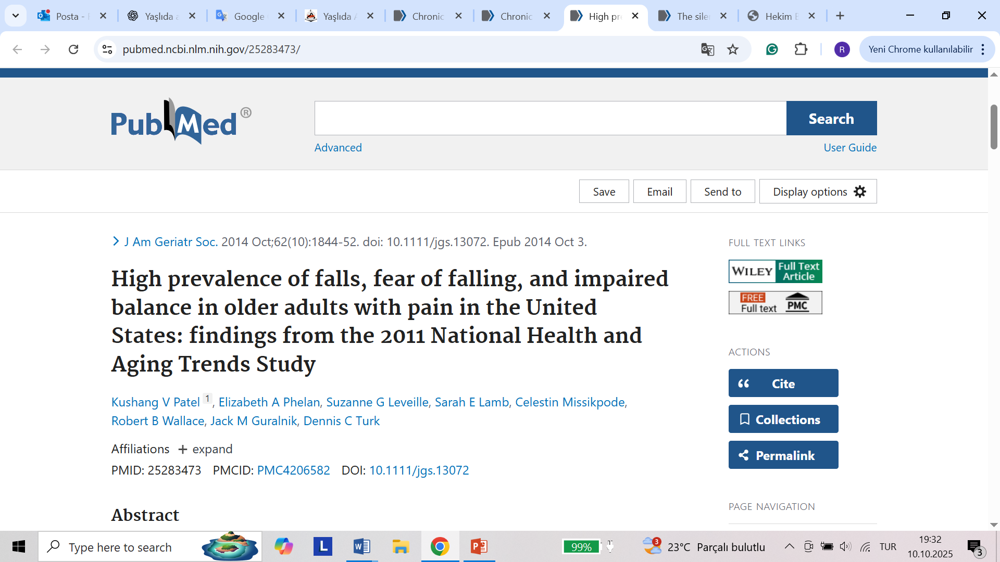 Posta -
Yaşlıda a
Google
Yaşlıda
Chronic
Chronic
High pr
The sile
Hekim
pubmed.ncbi.nlm.nih.gov/25283473/
R
Yeni Chrome kullanılabilir
PubMed®
Search
Advanced
User Guide
Save
Email
Send to
Display options
J Am Geriatr Soc. 2014 Oct;62(10):1844-52. doi: 10.1111/jgs.13072. Epub 2014 Oct 3.
High prevalence of falls, fear of falling, and impaired
balance in older adults with pain in the United
States: findings from the 2011 National Health and
Aging Trends Study
Kushang V Patel 1, Elizabeth A Phelan, Suzanne G Leveille, Sarah E Lamb, Celestin Missikpode,
Robert B Wallace, Jack M Guralnik, Dennis C Turk
Affiliations + expand
PMID: 25283473 PMCID: PMC4206582 DOI: 10.1111/jgs.13072
Abstract
FULL TEXT LINKS
WILEY Full Text
Article
FREE
Full text PMC
ACTIONS
Cite
Collections
Permalink
PAGE NAVIGATION
Type here to search
L
99%
3
23°C Parçalı bulutlu
TUR
19:32
10.10.2025
3